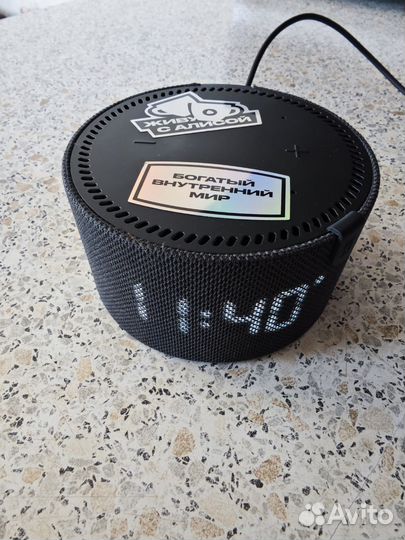 ЖИВУ
С АЛИСОЙ
БОГАТЫЙ
ВНУТРЕННИЙ
МИР
11:40
Avito